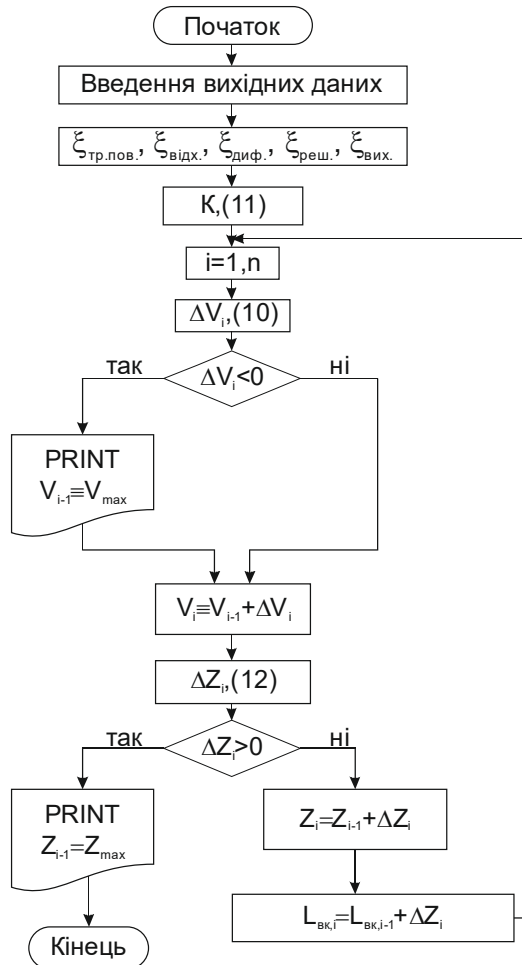 Початок
Введення вихідних даних
ξтр.пов., ξвідх., ξдиф., ξреш., ξвих.
К,(11)
i=1,n
ΔVi,(10)
так
ΔVi<0
ні
PRINT
Vi-1≡Vmax
Vi≡Vi-1+ΔVi
ΔZi,(12)
так
ΔZi>0
ні
PRINT
Zi-1=Zmax
Zi=Zi-1+ΔZi
Lвк,i=Lвк,i-1+ΔZi
Кінець